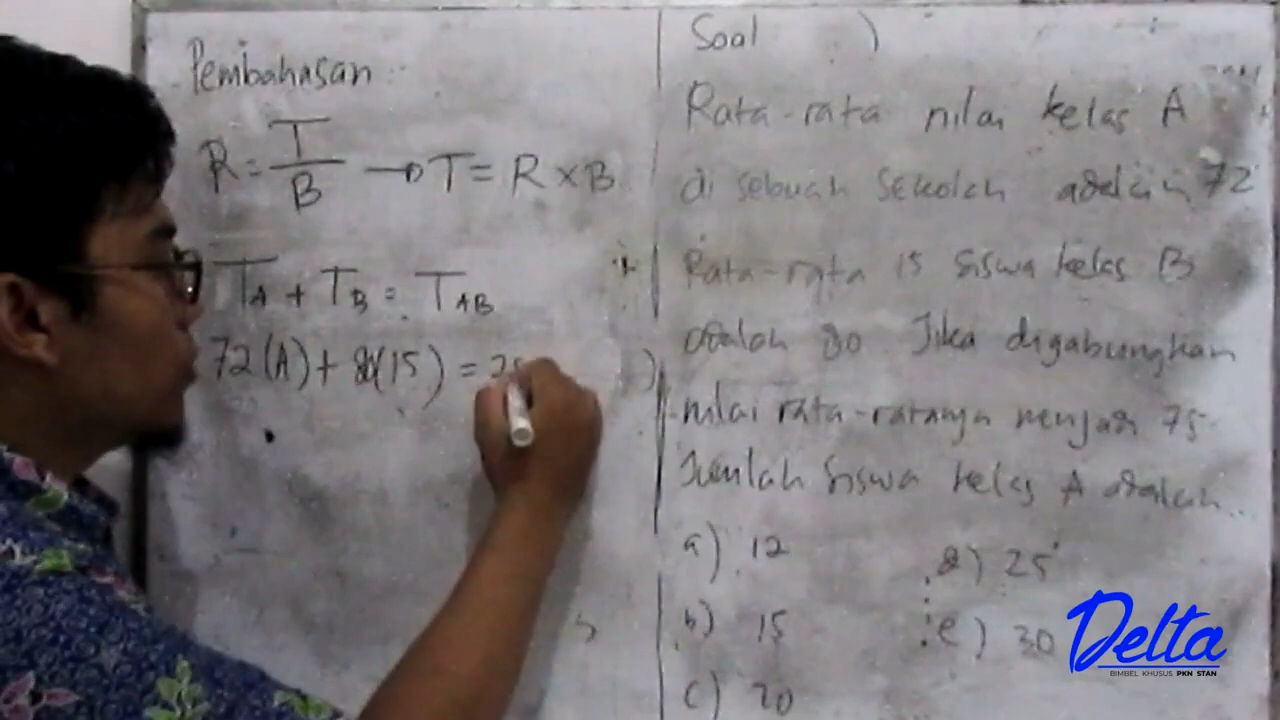 Pembahasan :
R = T/B → T = R × B
T_A + T_B = T_AB
72 (A) + 80(15) = 75
Soal )
Rata-rata nilai kelas A
di sebuah sekolah adalah 72
Rata-rata 15 siswa kelas B
adalah 80 Jika digabungkan
nilai rata-ratanya menjadi 75
Jumlah siswa kelas A adalah...
a) 12
b) 15
c) 20
d) 25
e) 30
Delta
BIMBEL KHUSUS PKN STAN